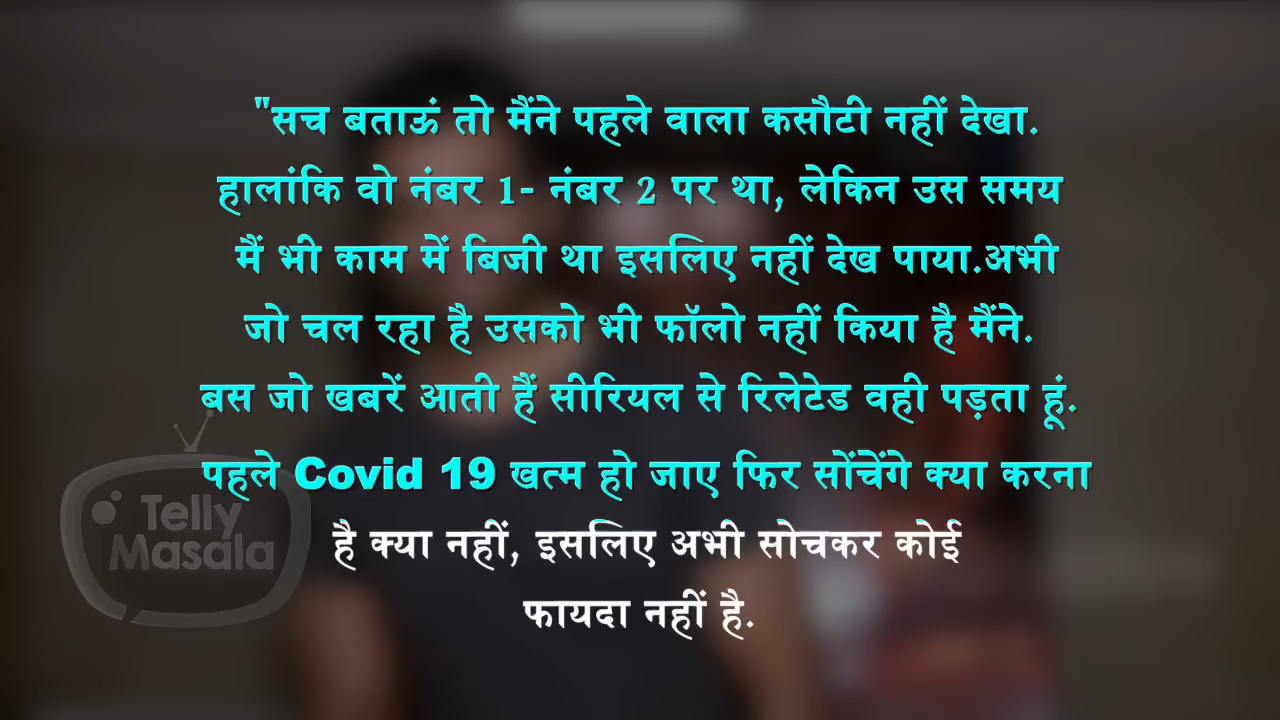 "सच बताऊं तो मैंने पहले वाला कसौटी नहीं देखा.
हालांकि वो नंबर 1- नंबर 2 पर था, लेकिन उस समय
मैं भी काम में बिजी था इसलिए नहीं देख पाया.अभी
जो चल रहा है उसको भी फॉलो नहीं किया है मैंने.
बस जो खबरें आती हैं सीरियल से रिलेटेड वही पड़ता हूं.
पहले Covid 19 खत्म हो जाए फिर सोंचेंगे क्या करना
है क्या नहीं, इसलिए अभी सोचकर कोई
फायदा नहीं है.
Telly
Masala